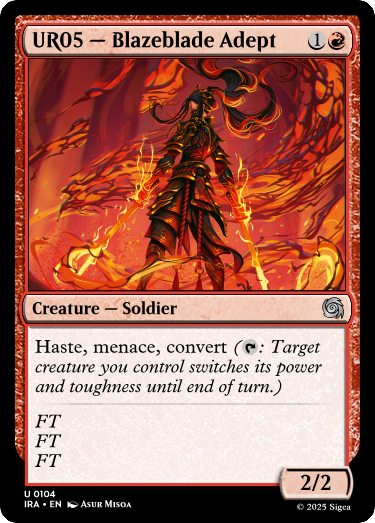 UR05 — Blazeblade Adept 1
Creature — Soldier
Haste, menace, convert (: Target
creature you control switches its power
and toughness until end of turn.)
FT
FT
FT
2/2
U 0104
IRA • EN Asur Misoa
© 2025 Sigea